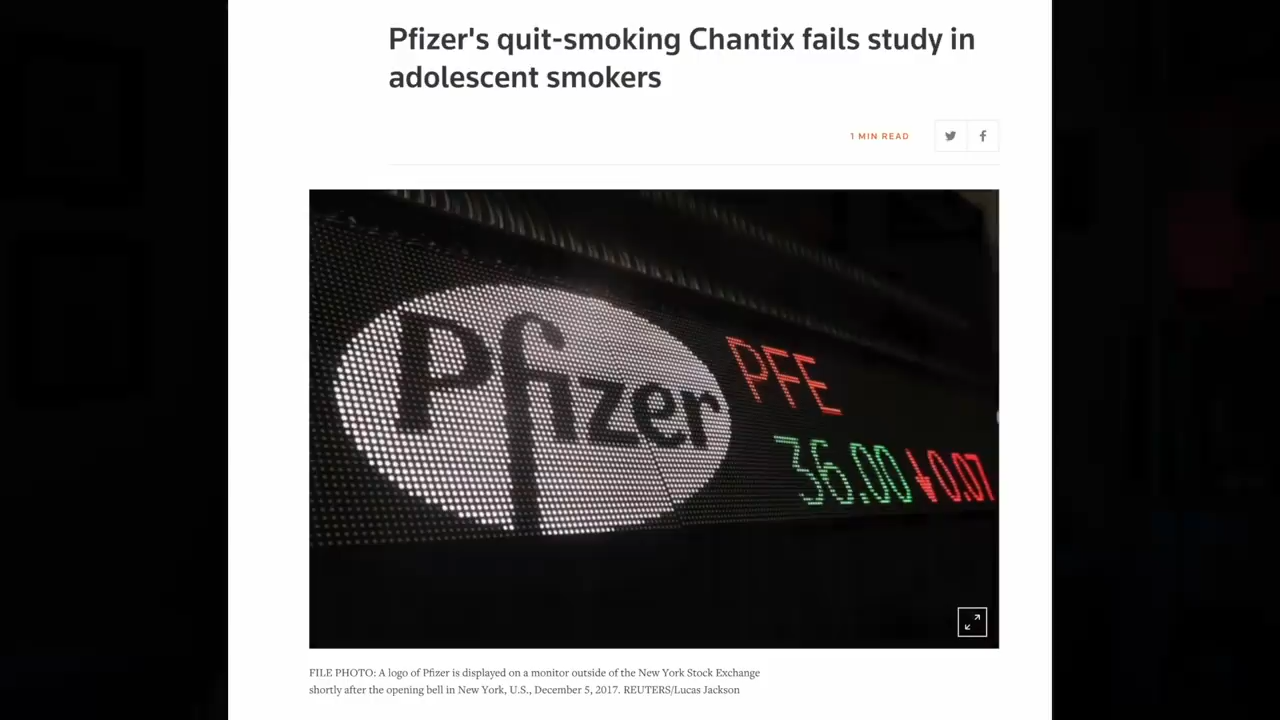 Pfizer's quit-smoking Chantix fails study in
adolescent smokers
1 MIN READ
Pfizer
PFE
36.00 0.07
FILE PHOTO: A logo of Pfizer is displayed on a monitor outside of the New York Stock Exchange
shortly after the opening bell in New York, U.S., December 5, 2017. REUTERS/Lucas Jackson